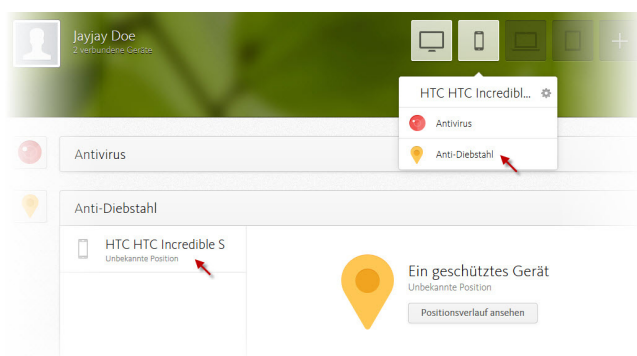 Jayjay Doe
2 verbundene Geräte
HTC HTC Incredibl...
Antivirus
Anti-Diebstahl
Antivirus
Anti-Diebstahl
HTC HTC Incredible S
Unbekannte Position
Ein geschütztes Gerät
Unbekannte Position
Positionsverlauf ansehen